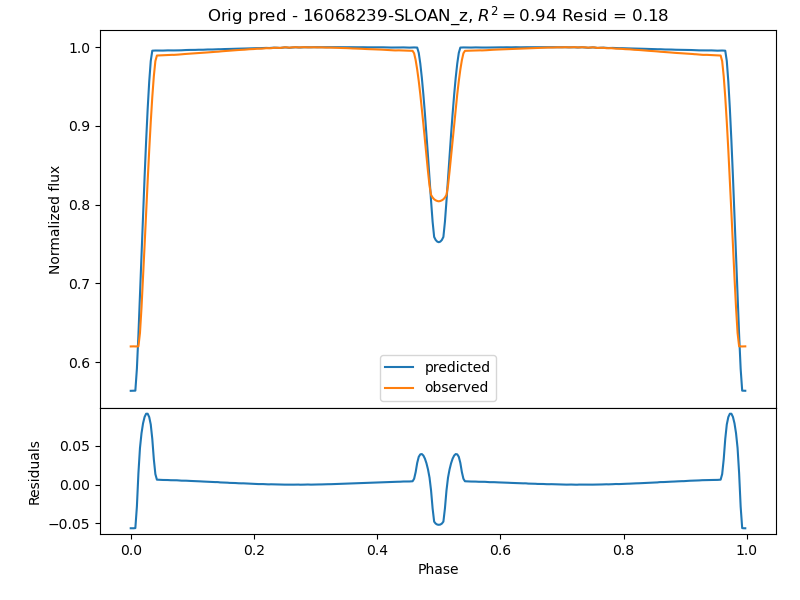 Orig pred - 16068239-SLOAN_z, R² = 0.94 Resid = 0.18
Normalized flux
1.0
0.9
0.8
0.7
0.6
predicted
observed
Residuals
0.05
0.00
−0.05
0.0 0.2 0.4 0.6 0.8 1.0
Phase